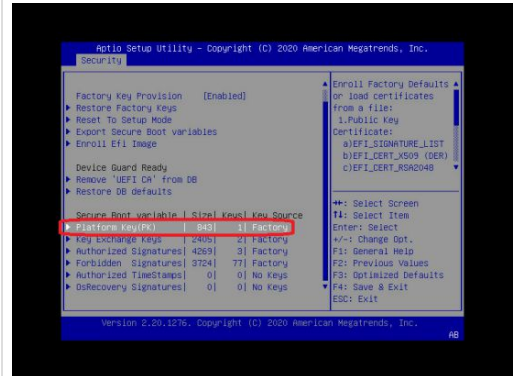 Aptio Setup Utility - Copyright (C) 2020 American Megatrends, Inc.
Security
Factory Key Provision [Enabled]
Restore Factory Keys
Reset To Setup Mode
Export Secure Boot variables
Enroll Efi Image
Device Guard Ready
Remove 'UEFI CA' from DB
Restore DB defaults
Secure Boot variable | Size| Keys| Key Source
Platform Key(PK) | 843| 1| Factory
Key Exchange Keys | 2405| 2| Factory
Authorized Signatures| 4269| 3| Factory
Forbidden Signatures| 3724| 77| Factory
Authorized TimeStamps| 0| 0| No Keys
OsRecovery Signatures| 0| 0| No Keys
Enroll Factory Defaults
or load certificates
from a file:
1.Public Key
Certificate:
a)EFI_SIGNATURE_LIST
b)EFI_CERT_X509 (DER)
c)EFI_CERT_RSA2048
↔: Select Screen
↑↓: Select Item
Enter: Select
+/-: Change Opt.
F1: General Help
F2: Previous Values
F3: Optimized Defaults
F4: Save & Exit
ESC: Exit
Version 2.20.1276. Copyright (C) 2020 American Megatrends, Inc.
AB